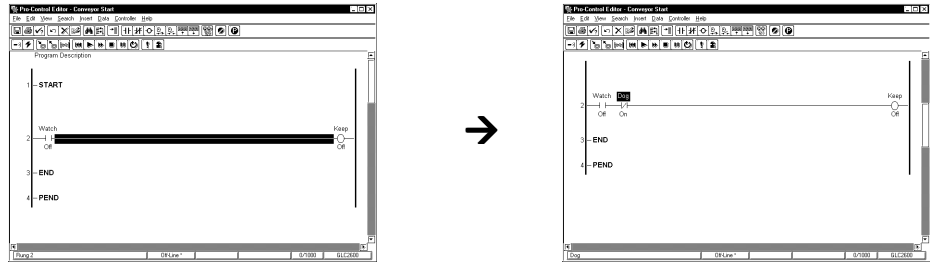 Pro-Control Editor - Conveyor Start
File Edit View Search Insert Data Controller Help
Program Description
1 START
Watch Keep
2
Off Off
3 END
4 PEND
Rung 2 Off-Line * 0/1000 GLC2600
Pro-Control Editor - Conveyor Start
File Edit View Search Insert Data Controller Help
Watch Dog Keep
2
Off On Off
3 END
4 PEND
Dog Off-Line * 0/1000 GLC2600